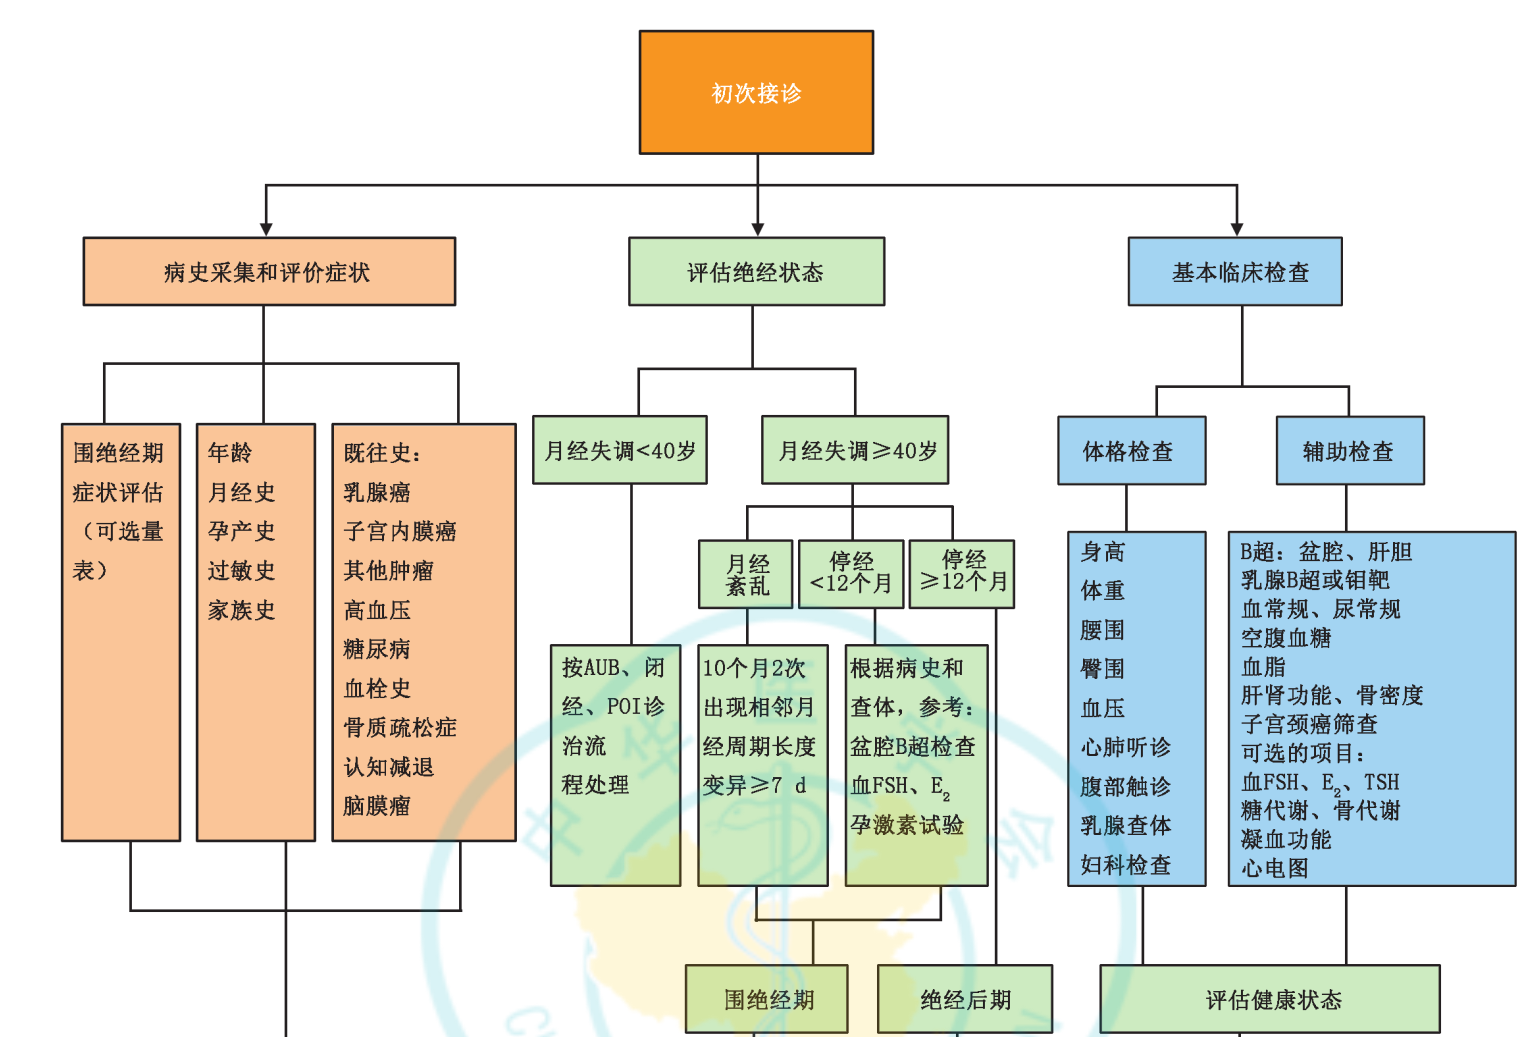 初次接诊
病史采集和评价症状
评估绝经状态
基本临床检查
围绝经期
症状评估
（可选量
表）
年龄
月经史
孕产史
过敏史
家族史
既往史：
乳腺癌
子宫内膜癌
其他肿瘤
高血压
糖尿病
血栓史
骨质疏松症
认知减退
脑膜瘤
月经失调<40岁
月经失调≥40岁
月经
紊乱
停经
<12个月
停经
≥12个月
按AUB、闭
经、POI诊
治流
程处理
10个月2次
出现相邻月
经周期长度
变异≥7 d
根据病史和
查体，参考：
盆腔B超检查
血FSH、E₂
孕激素试验
体格检查
辅助检查
身高
体重
腰围
臀围
血压
心肺听诊
腹部触诊
乳腺查体
妇科检查
B超：盆腔、肝胆
乳腺B超或钼靶
血常规、尿常规
空腹血糖
血脂
肝肾功能、骨密度
子宫颈癌筛查
可选的项目：
血FSH、E₂、TSH
糖代谢、骨代谢
凝血功能
心电图
围绝经期
绝经后期
评估健康状态
中华医学会